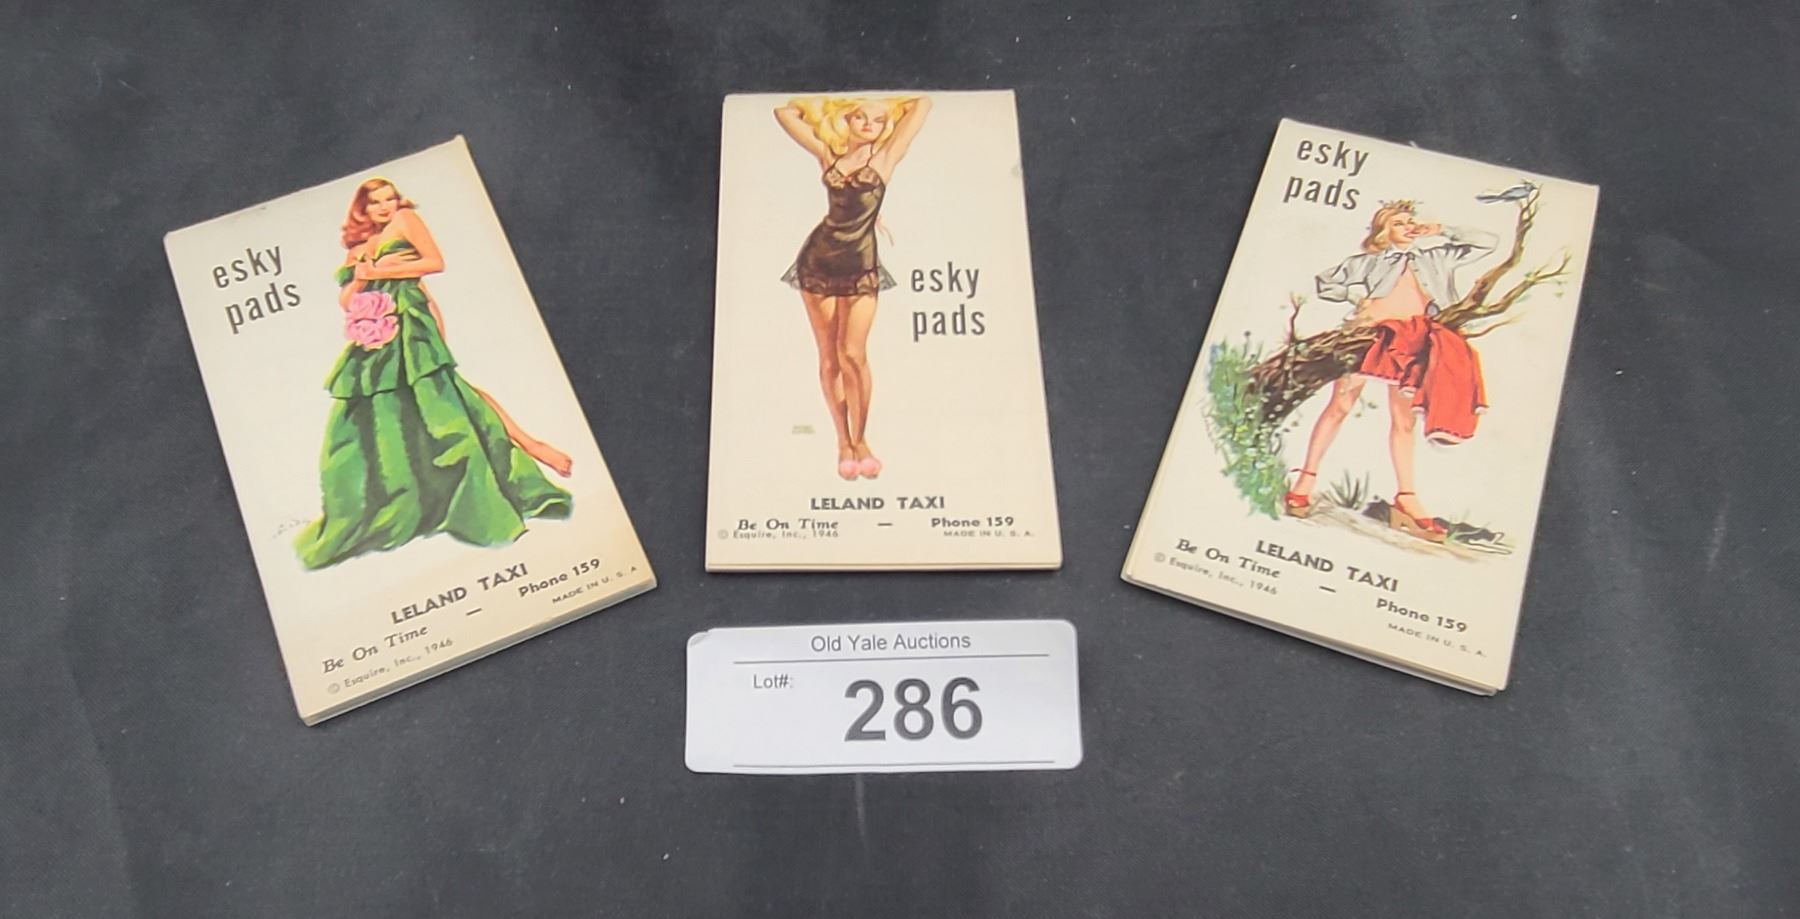 esky
pads
LELAND TAXI
Be On Time — Phone 159
© Esquire, Inc., 1946 MADE IN U. S. A
esky
pads
LELAND TAXI
Be On Time — Phone 159
© Esquire, Inc., 1946 MADE IN U. S. A.
esky
pads
LELAND TAXI
Be On Time — Phone 159
© Esquire, Inc., 1946 MADE IN U. S. A.
Old Yale Auctions
Lot#:
286